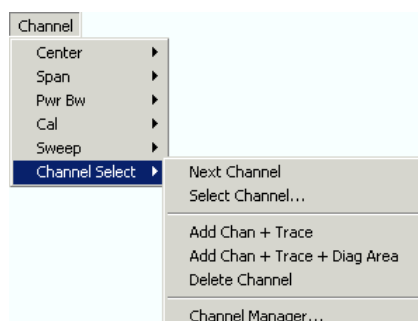 Channel
Center
Span
Pwr Bw
Cal
Sweep
Channel Select
Next Channel
Select Channel...
Add Chan + Trace
Add Chan + Trace + Diag Area
Delete Channel
Channel Manager...